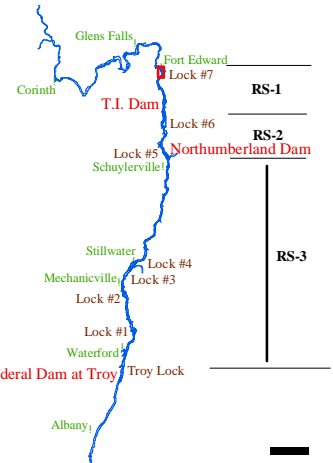 Glens Falls
Fort Edward
Lock #7
Corinth
RS-1
T.I. Dam
Lock #6
RS-2
Northumberland Dam
Lock #5
Schuylerville
Stillwater
RS-3
Lock #4
Mechanicville
Lock #3
Lock #2
Lock #1
Waterford
deral Dam at Troy
Troy Lock
Albany